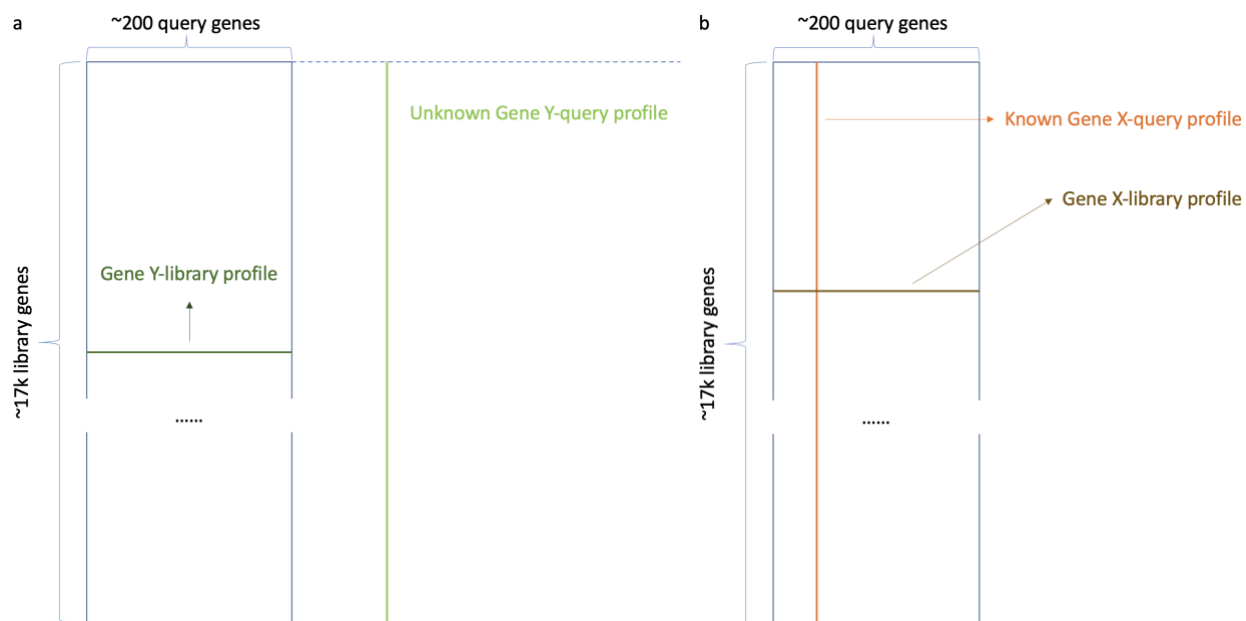 a
~200 query genes
Unknown Gene Y-query profile
Gene Y-library profile
~17k library genes
......
b
~200 query genes
Known Gene X-query profile
Gene X-library profile
~17k library genes
......